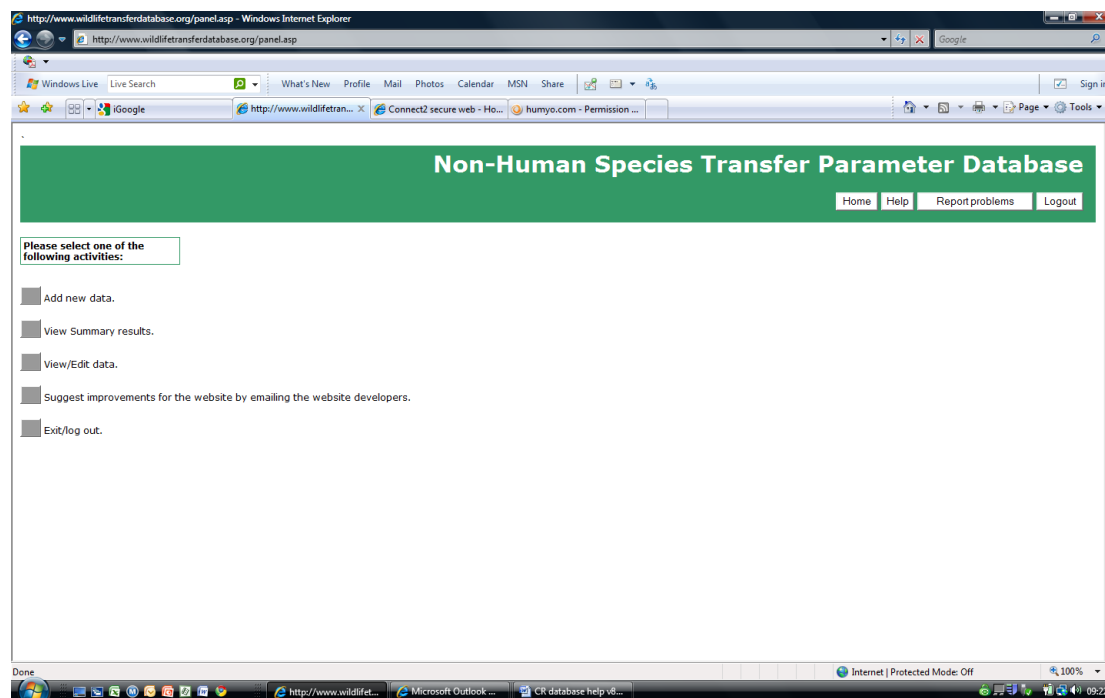 http://www.wildlifetransferdatabase.org/panel.asp - Windows Internet Explorer
http://www.wildlifetransferdatabase.org/panel.asp
Google
Windows Live Live Search What's New Profile Mail Photos Calendar MSN Share Sign in
iGoogle http://www.wildlifetran... X Connect2 secure web - Ho... humyo.com - Permission ... Page Tools
Non-Human Species Transfer Parameter Database
Home Help Report problems Logout
Please select one of the
following activities:
Add new data.
View Summary results.
View/Edit data.
Suggest improvements for the website by emailing the website developers.
Exit/log out.
Done Internet | Protected Mode: Off 100%
http://www.wildlifet... Microsoft Outlook ... CR database help v8...